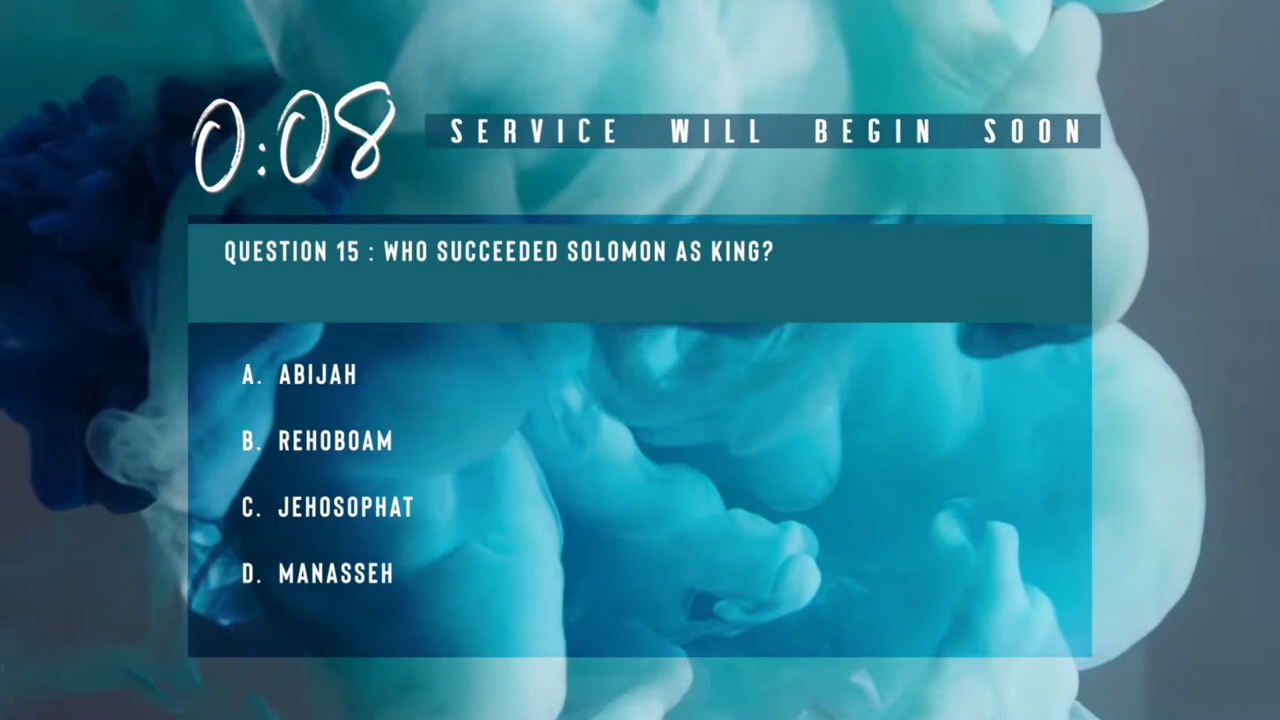 0:08
SERVICE WILL BEGIN SOON
QUESTION 15 : WHO SUCCEEDED SOLOMON AS KING?
A. ABIJAH
B. REHOBOAM
C. JEHOSOPHAT
D. MANASSEH